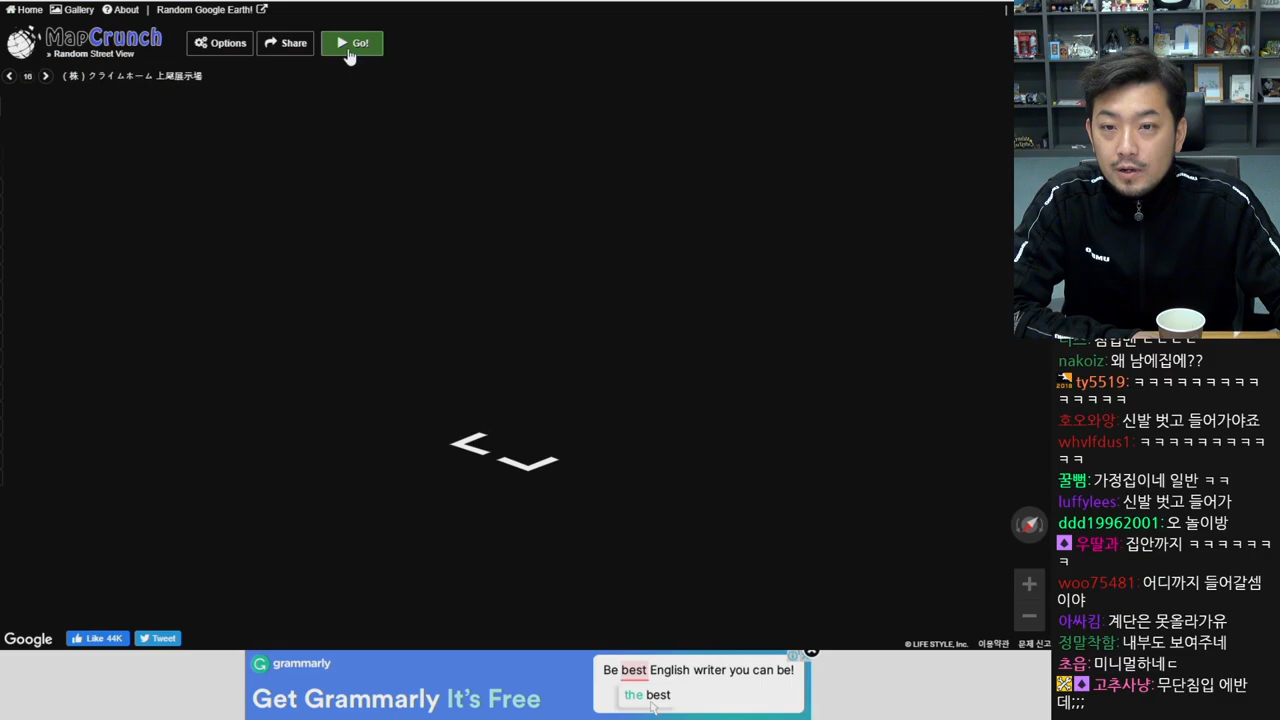 Home Gallery About | Random Google Earth!
MapCrunch
» Random Street View
Options
Share
Go!
16
(株)クライムホーム 上尾展示場
nakoiz: 왜 남에집에??
2018 ty5519: ㅋㅋㅋㅋㅋㅋㅋㅋㅋ
ㅋㅋㅋㅋㅋ
호오와앙: 신발 벗고 들어가야죠
whvlfdus1: ㅋㅋㅋㅋㅋㅋㅋㅋㅋ
ㅋㅋ
꿀뻠: 가정집이네 일반 ㅋㅋ
luffylees: 신발 벗고 들어가
ddd19962001: 오 놀이방
우딸과: 집안까지 ㅋㅋㅋㅋㅋㅋ
ㅋ
woo75481: 어디까지 들어갈셈
이야
아싸킴: 계단은 못올라가유
정말착함: 내부도 보여주네
초읍: 미니멀하네ㄷ
고추사냥: 무단침입 에반
데;;;
Google
Like 44K
Tweet
© LIFE STYLE, Inc.
이용약관
문제 신고
grammarly
Get Grammarly It's Free
Be best English writer you can be!
the best